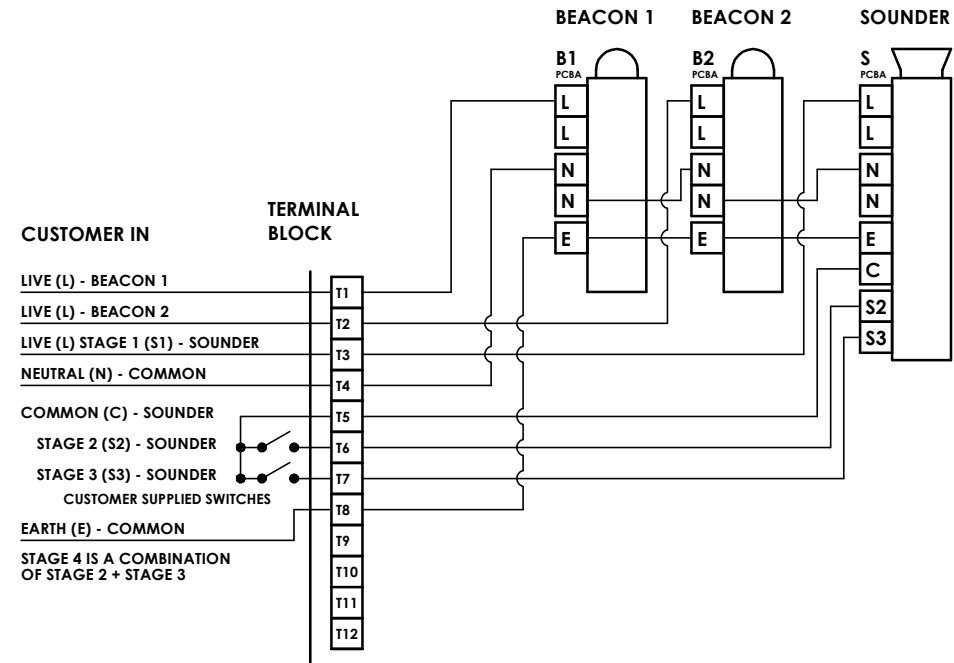 BEACON 1
BEACON 2
SOUNDER
B1
PCBA
B2
PCBA
S
PCBA
L
L
N
N
E
L
L
N
N
E
L
L
N
N
E
C
S2
S3
CUSTOMER IN
TERMINAL
BLOCK
LIVE (L) - BEACON 1
LIVE (L) - BEACON 2
LIVE (L) STAGE 1 (S1) - SOUNDER
NEUTRAL (N) - COMMON
COMMON (C) - SOUNDER
STAGE 2 (S2) - SOUNDER
STAGE 3 (S3) - SOUNDER
CUSTOMER SUPPLIED SWITCHES
EARTH (E) - COMMON
STAGE 4 IS A COMBINATION
OF STAGE 2 + STAGE 3
T1
T2
T3
T4
T5
T6
T7
T8
T9
T10
T11
T12